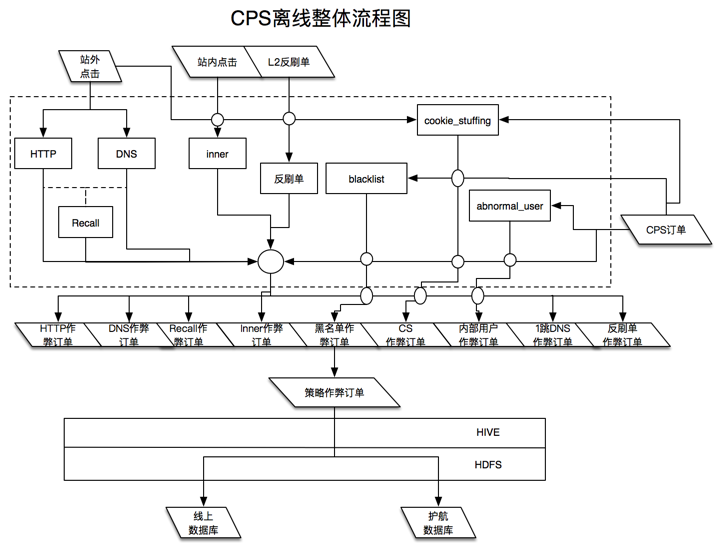 CPS离线整体流程图
站外
点击
站内点击
L2反刷单
cookie_stuffing
HTTP
DNS
inner
反刷单
blacklist
abnormal_user
Recall
CPS订单
HTTP作
弊订单
DNS作弊
订单
Recall作
弊订单
Inner作弊
订单
黑名单作
弊订单
CS
作弊订单
内部用户
作弊订单
1跳DNS
作弊订单
反刷单
作弊订单
策略作弊订单
HIVE
HDFS
线上
数据库
护航
数据库